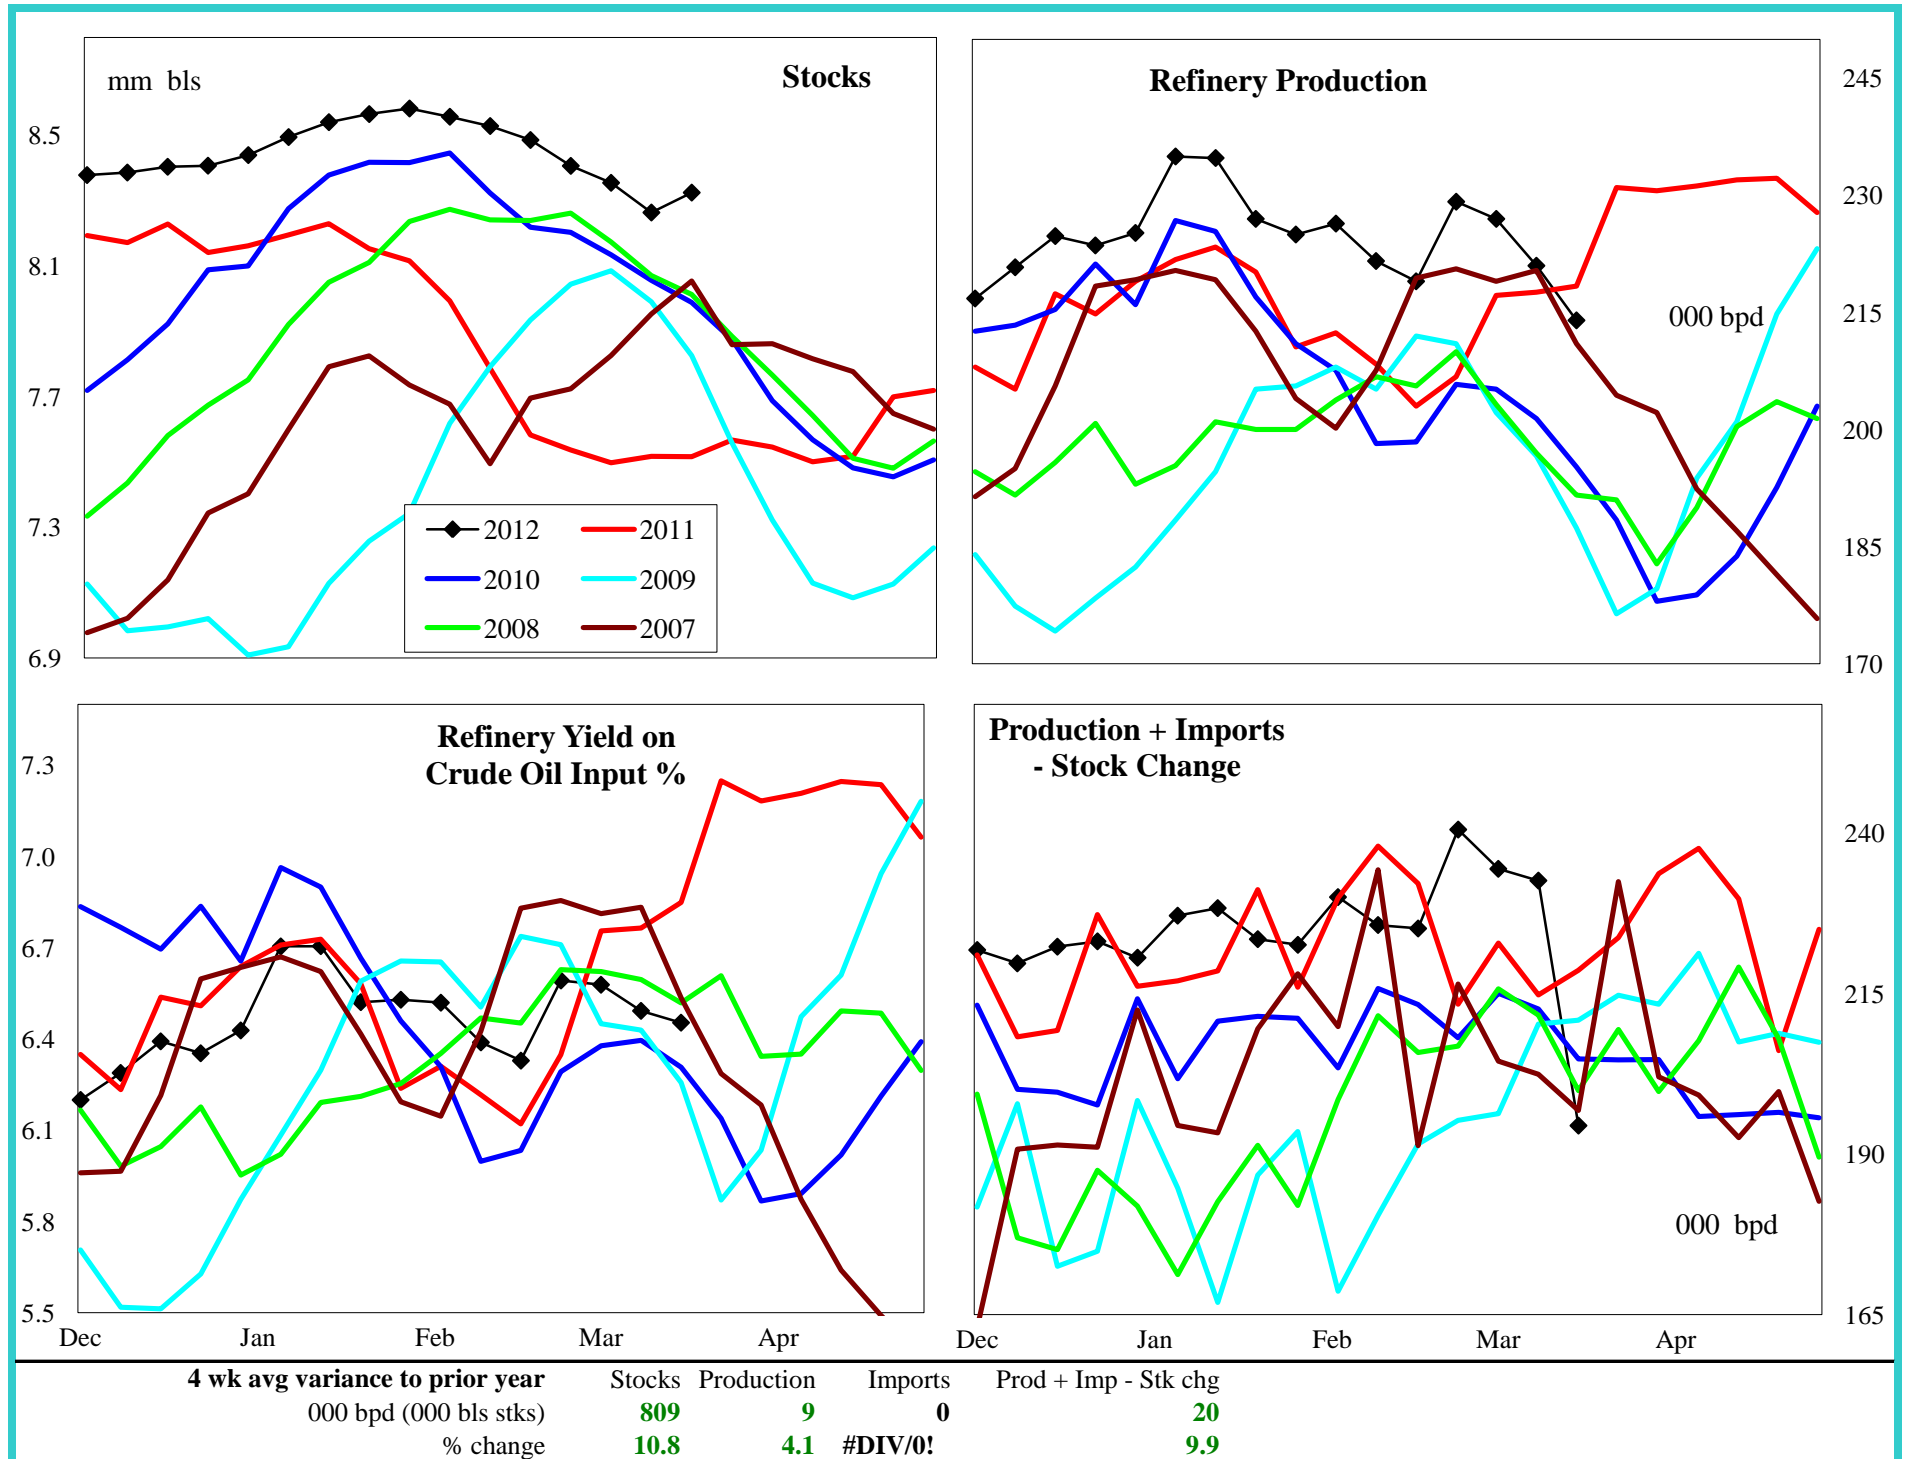 mm bls
Stocks
8.5
8.1
7.7
7.3
6.9
2012
2011
2010
2009
2008
2007
Refinery Production
245
230
215
200
185
170
000 bpd
Refinery Yield on
Crude Oil Input %
7.3
7.0
6.7
6.4
6.1
5.8
5.5
Dec Jan Feb Mar Apr
Production + Imports
- Stock Change
240
215
190
165
000 bpd
Dec Jan Feb Mar Apr
4 wk avg variance to prior year Stocks Production Imports Prod + Imp - Stk chg
000 bpd (000 bls stks) 809 9 0 20
% change 10.8 4.1 #DIV/0! 9.9